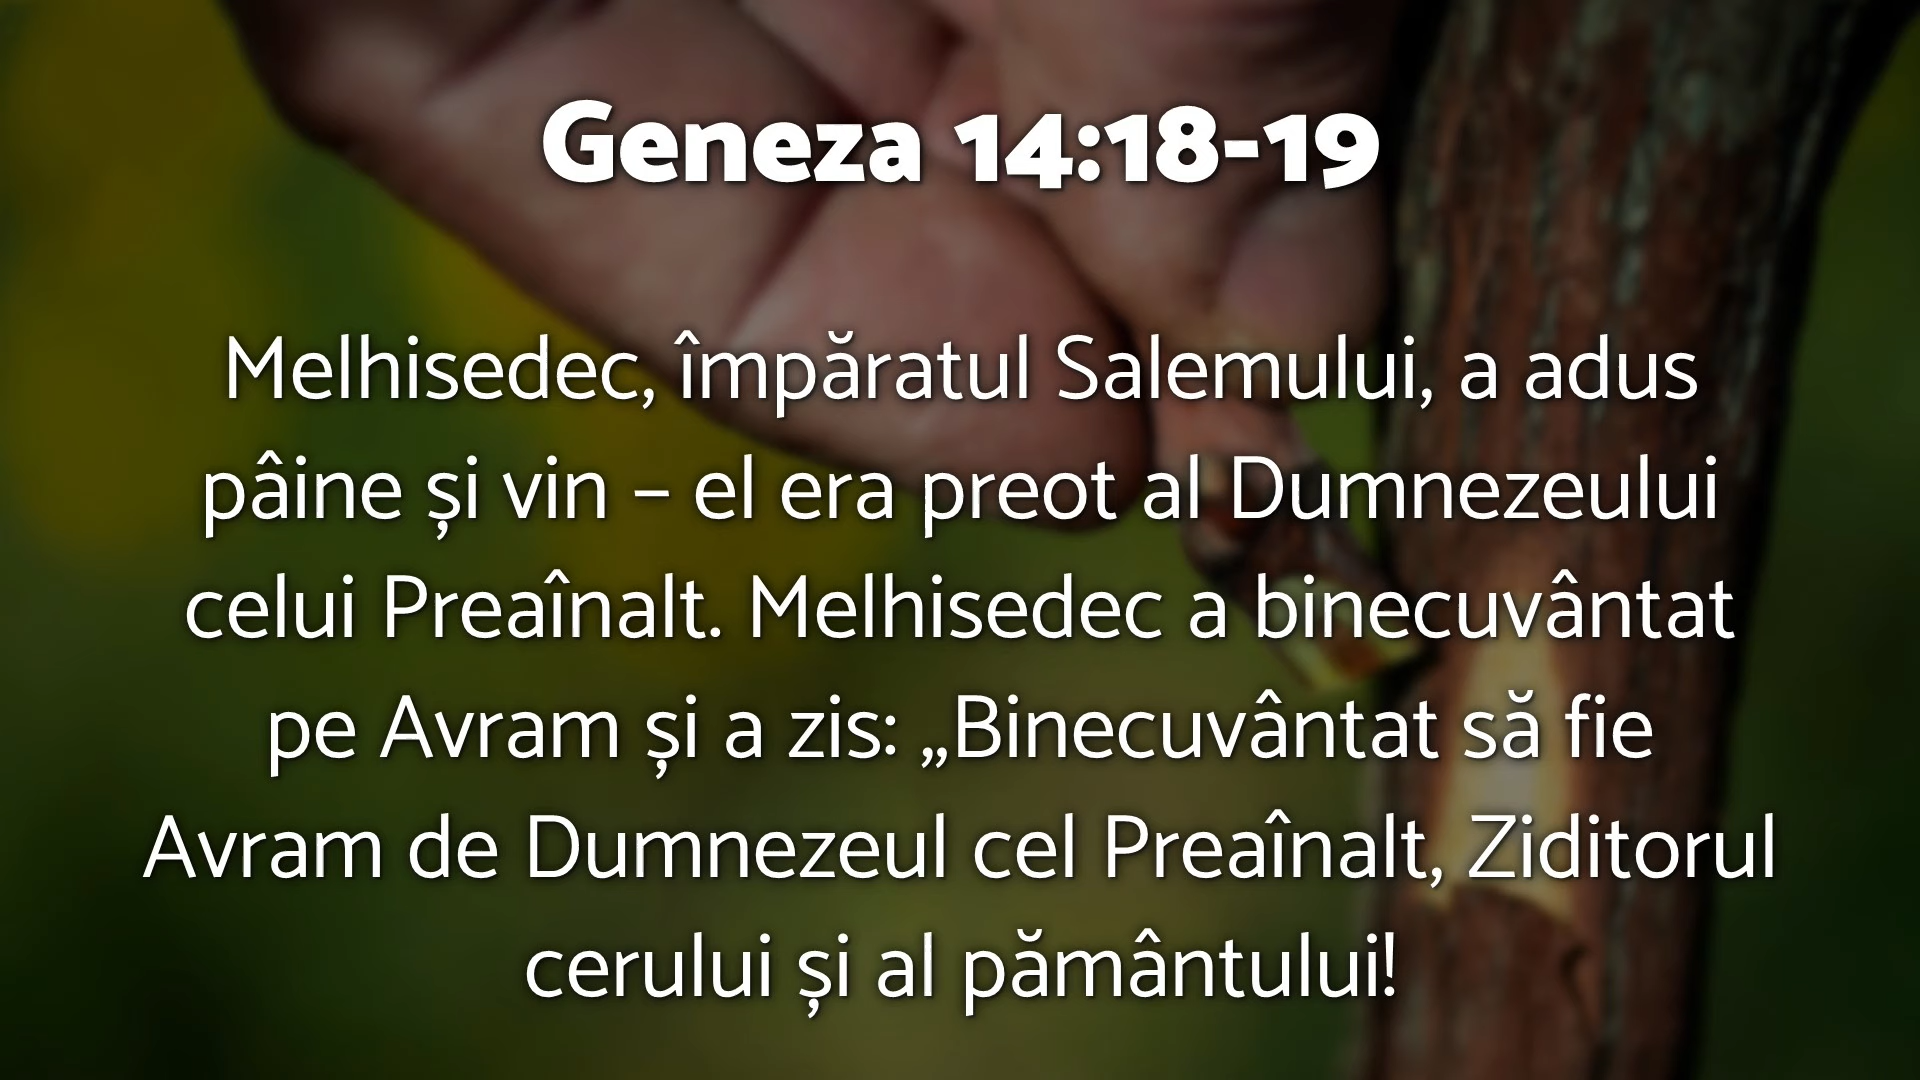 Geneza 14:18-19
Melhisedec, împăratul Salemului, a adus
pâine și vin – el era preot al Dumnezeului
celui Preaînalt. Melhisedec a binecuvântat
pe Avram și a zis: „Binecuvântat să fie
Avram de Dumnezeul cel Preaînalt, Ziditorul
cerului și al pământului!